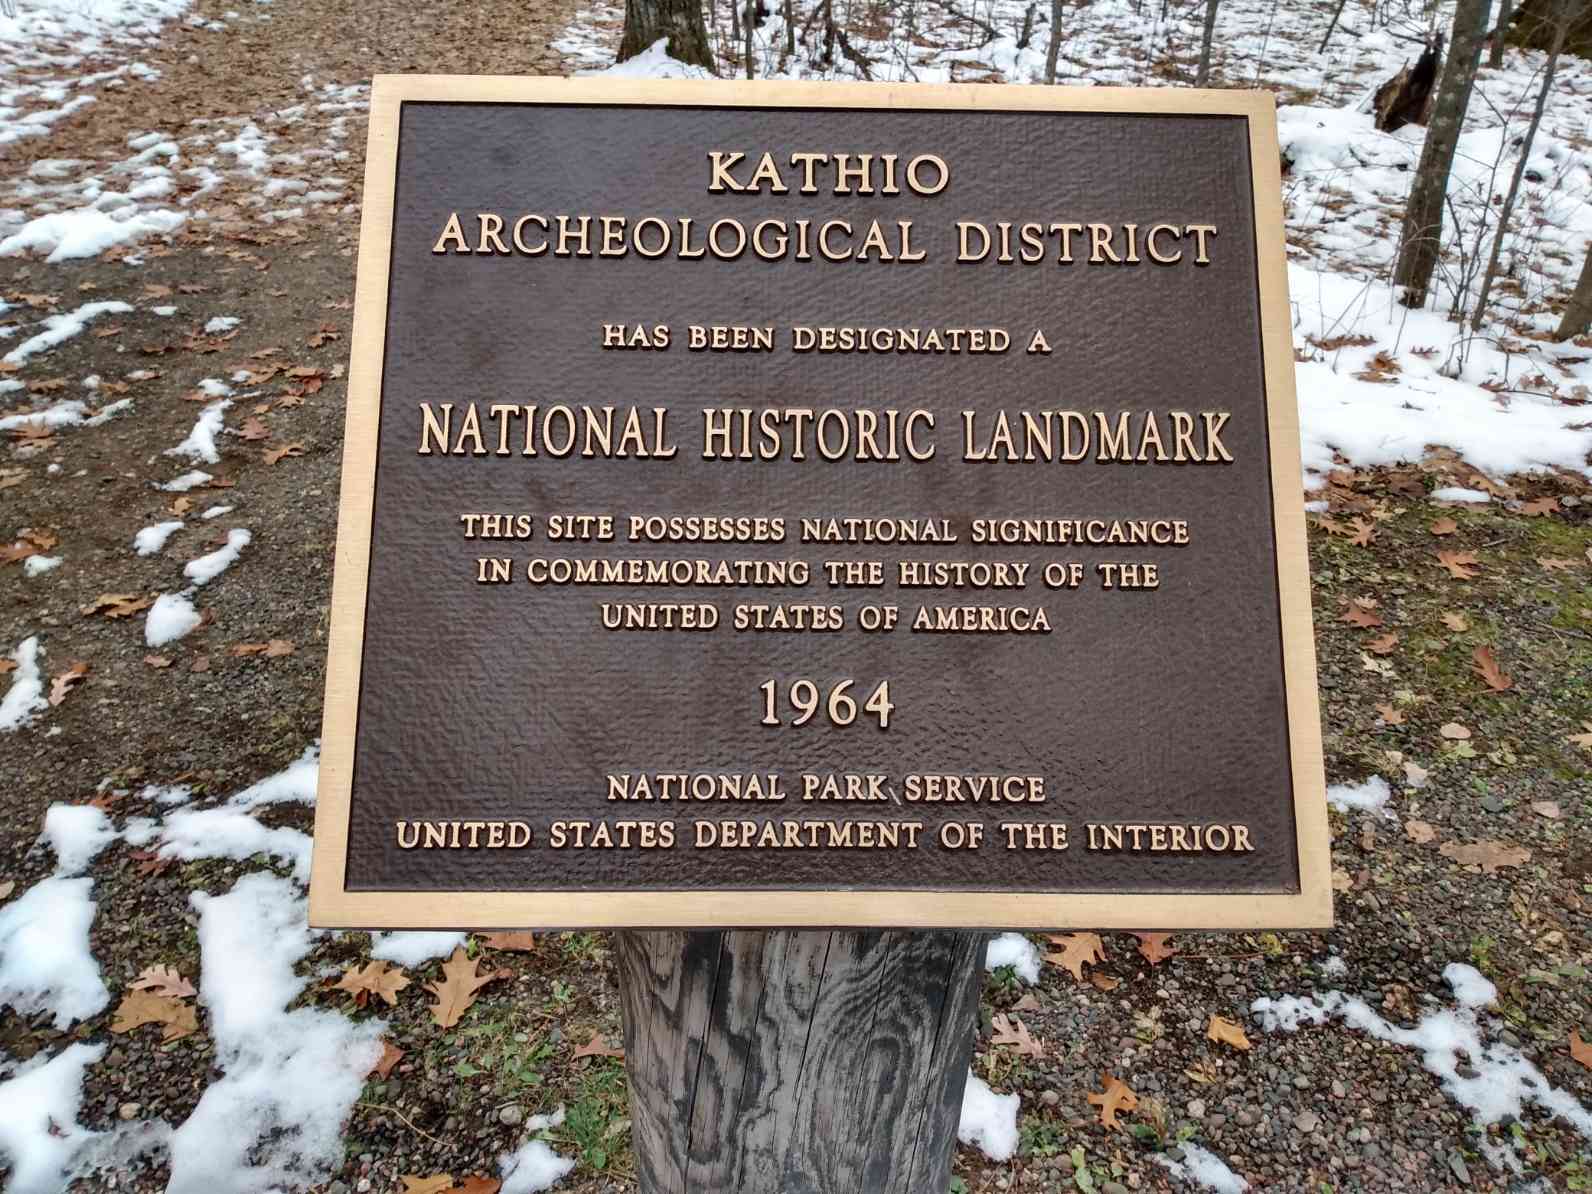 KATHIO
ARCHEOLOGICAL DISTRICT
HAS BEEN DESIGNATED A
NATIONAL HISTORIC LANDMARK
THIS SITE POSSESSES NATIONAL SIGNIFICANCE
IN COMMEMORATING THE HISTORY OF THE
UNITED STATES OF AMERICA
1964
NATIONAL PARK SERVICE
UNITED STATES DEPARTMENT OF THE INTERIOR